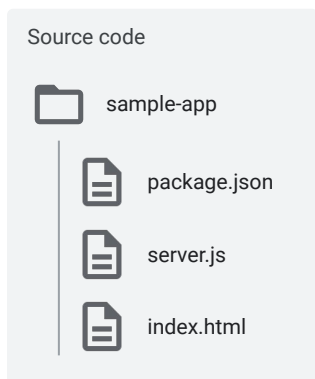 Source code
sample-app
package.json
server.js
index.html